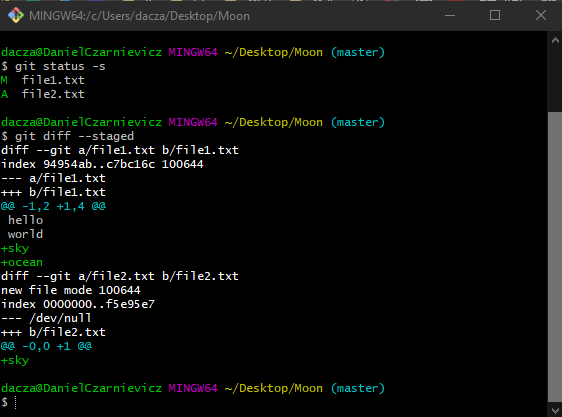 MINGW64:/c/Users/dacza/Desktop/Moon
dacza@DanielCzarnievicz MINGW64 ~/Desktop/Moon (master)
$ git status -s
M  file1.txt
A  file2.txt
dacza@DanielCzarnievicz MINGW64 ~/Desktop/Moon (master)
$ git diff --staged
diff --git a/file1.txt b/file1.txt
index 94954ab..c7bc16c 100644
--- a/file1.txt
+++ b/file1.txt
@@ -1,2 +1,4 @@
 hello
 world
+sky
+ocean
diff --git a/file2.txt b/file2.txt
new file mode 100644
index 0000000..f5e95e7
--- /dev/null
+++ b/file2.txt
@@ -0,0 +1 @@
+sky
dacza@DanielCzarnievicz MINGW64 ~/Desktop/Moon (master)
$